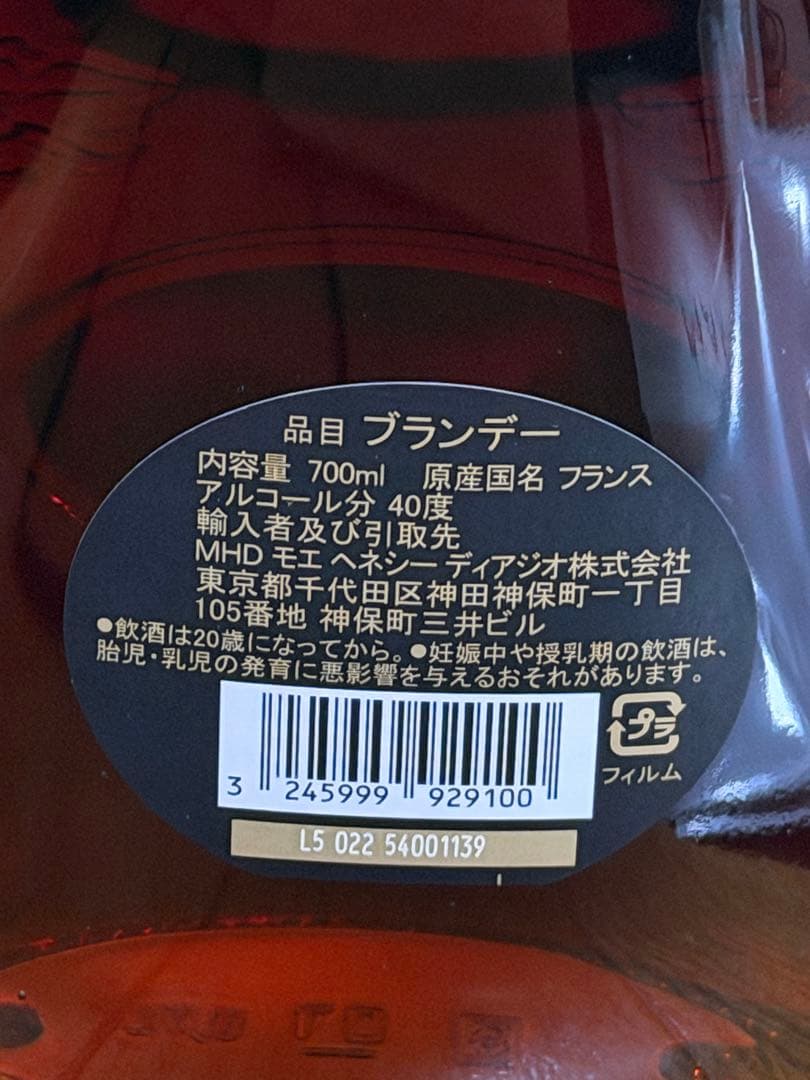 品目 ブランデー
内容量 700ml 原産国名 フランス
アルコール分 40度
輸入者及び引取先
MHD モエ ヘネシー ディアジオ株式会社
東京都千代田区神田神保町一丁目
105番地 神保町三井ビル
●飲酒は20歳になってから。●妊娠中や授乳期の飲酒は、
胎児・乳児の発育に悪影響を与えるおそれがあります。
プラ
フィルム
3 245999 929100
L5 022 54001139